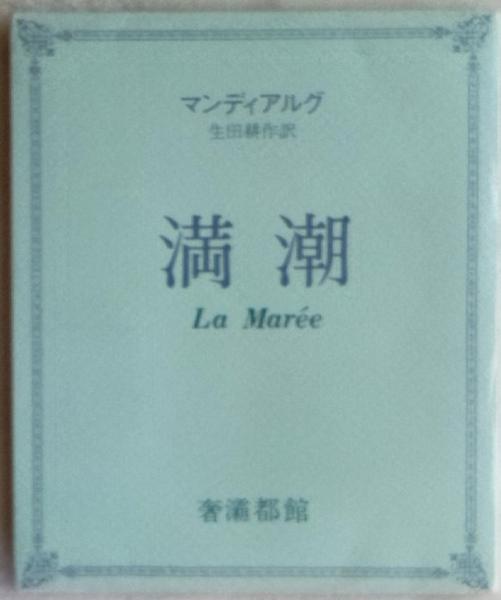 マンディアルグ
生田耕作訳
満潮
La Marée
奢灞都館